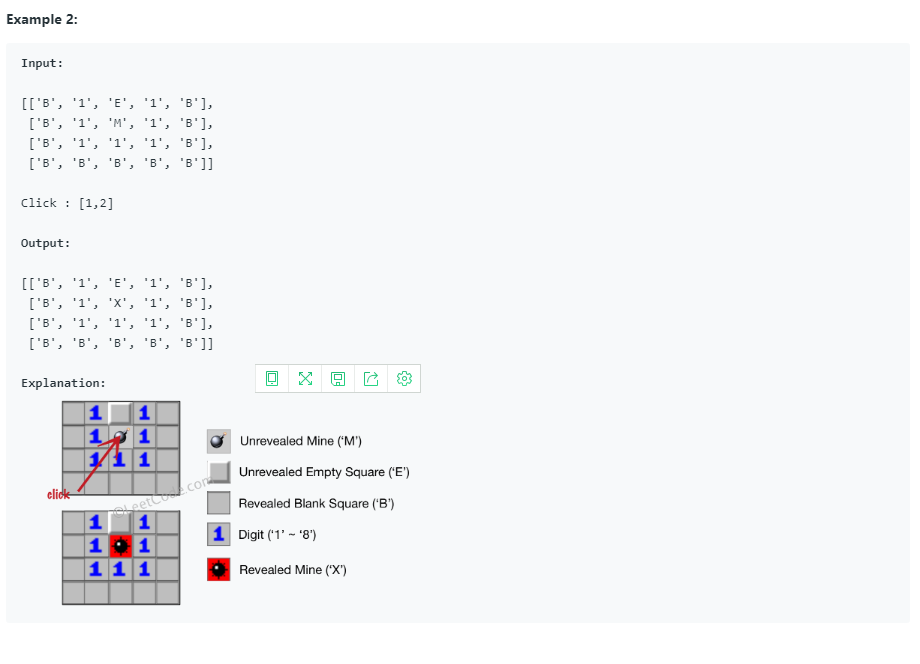 Example 2:
Input:
[['B', '1', 'E', '1', 'B'],
['B', '1', 'M', '1', 'B'],
['B', '1', '1', '1', 'B'],
['B', 'B', 'B', 'B', 'B']]
Click : [1,2]
Output:
[['B', '1', 'E', '1', 'B'],
['B', '1', 'X', '1', 'B'],
['B', '1', '1', '1', 'B'],
['B', 'B', 'B', 'B', 'B']]
Explanation:
1 1
1 1
1 1 1
click
©LeetCode.com
1 1
1 1
1 1 1
Unrevealed Mine (‘M’)
Unrevealed Empty Square (‘E’)
Revealed Blank Square (‘B’)
1 Digit (‘1’ ~ ‘8’)
Revealed Mine (‘X’)